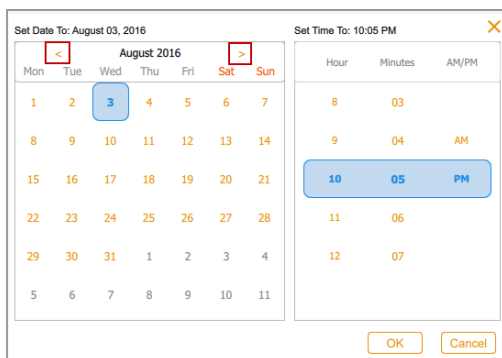 Set Date To: August 03, 2016
< August 2016 >
Mon Tue Wed Thu Fri Sat Sun
1 2 3 4 5 6 7
8 9 10 11 12 13 14
15 16 17 18 19 20 21
22 23 24 25 26 27 28
29 30 31 1 2 3 4
5 6 7 8 9 10 11
Set Time To: 10:05 PM
Hour Minutes AM/PM
8 03
9 04 AM
10 05 PM
11 06
12 07
OK Cancel